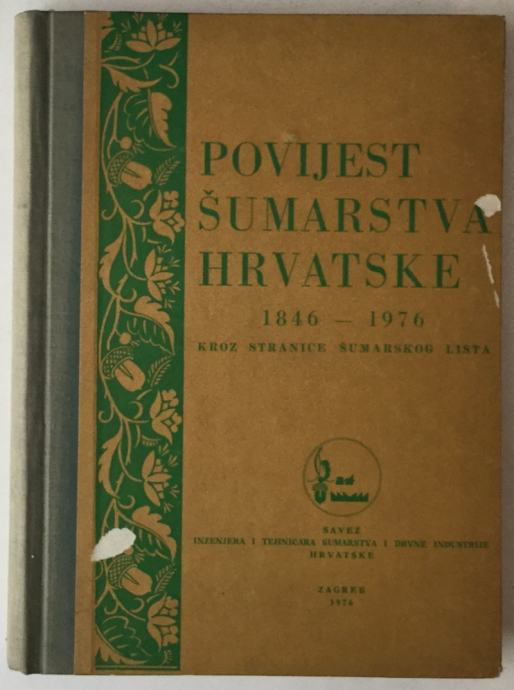 POVIJEST
ŠUMARSTVA
HRVATSKE
1846 — 1976
KROZ STRANICE ŠUMARSKOG LISTA
SAVEZ
INŽENJERA I TEHNIČARA ŠUMARSTVA I DRVNE INDUSTRIJE
HRVATSKE
ZAGREB
1976